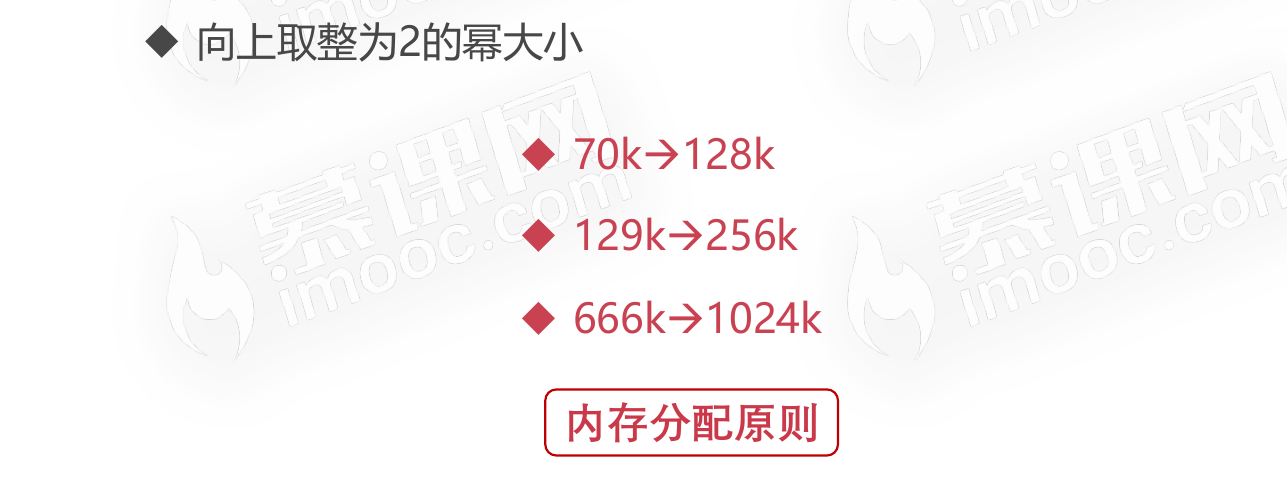 ◆ 向上取整为2的幂大小
◆ 70k→128k
◆ 129k→256k
◆ 666k→1024k
内存分配原则
慕课网
imooc.com
imooc
慕课网
imooc.com